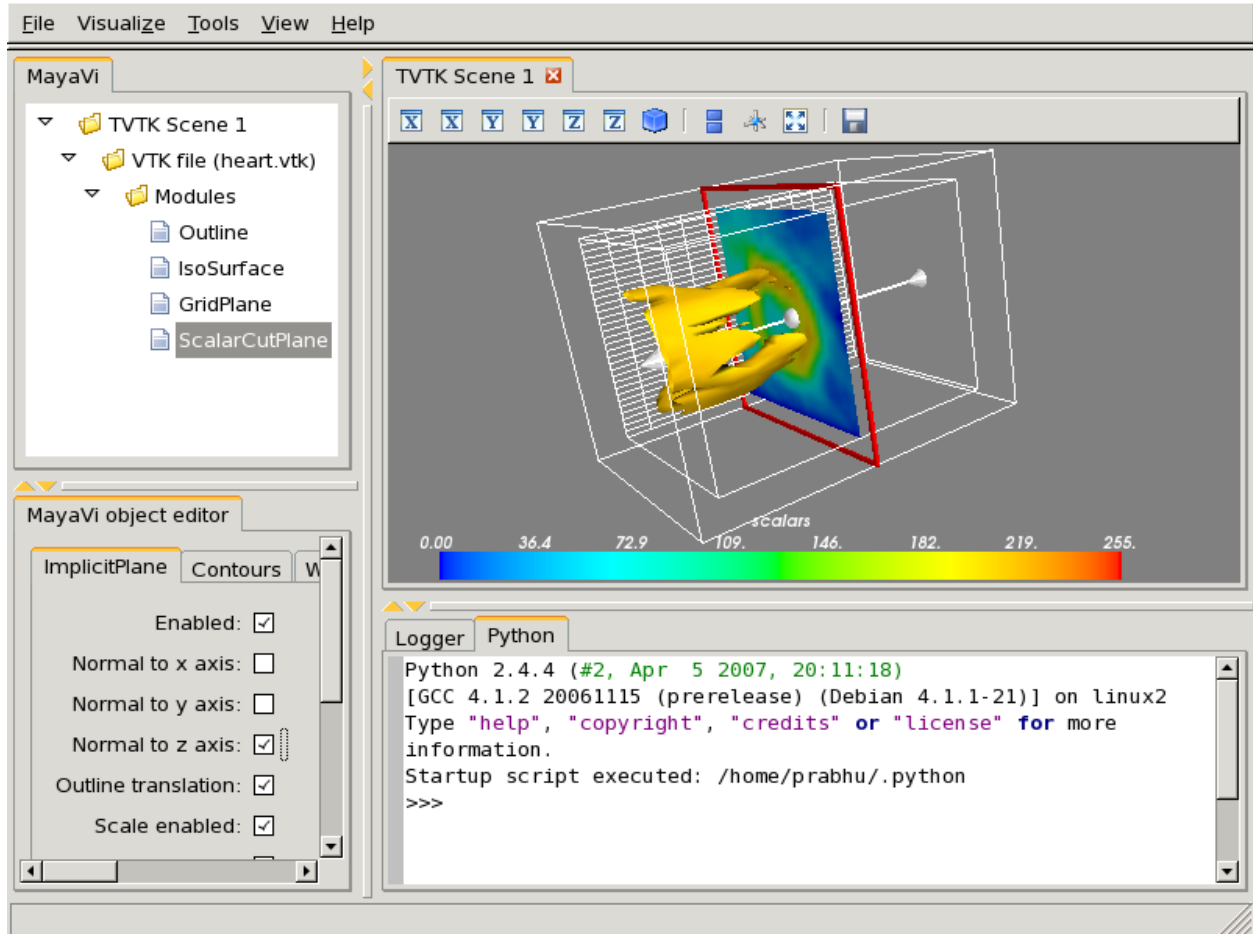 File Visualize Tools View Help
MayaVi
TVTK Scene 1
VTK file (heart.vtk)
Modules
Outline
IsoSurface
GridPlane
ScalarCutPlane
MayaVi object editor
ImplicitPlane Contours W
Enabled:
Normal to x axis:
Normal to y axis:
Normal to z axis:
Outline translation:
Scale enabled:
TVTK Scene 1
X X Y Y Z Z
scalars
0.00 36.4 72.9 109. 146. 182. 219. 255.
Logger Python
Python 2.4.4 (#2, Apr  5 2007, 20:11:18)
[GCC 4.1.2 20061115 (prerelease) (Debian 4.1.1-21)] on linux2
Type "help", "copyright", "credits" or "license" for more
information.
Startup script executed: /home/prabhu/.python
>>>